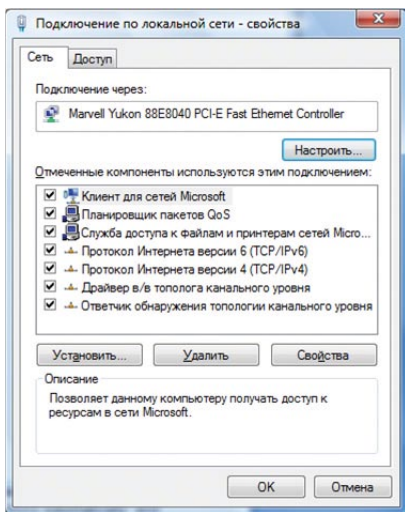 Подключение по локальной сети - свойства
Сеть
Доступ
Подключение через:
Marvell Yukon 88E8040 PCI-E Fast Ethernet Controller
Настроить...
Отмеченные компоненты используются этим подключением:
Клиент для сетей Microsoft
Планировщик пакетов QoS
Служба доступа к файлам и принтерам сетей Micro...
Протокол Интернета версии 6 (TCP/IPv6)
Протокол Интернета версии 4 (TCP/IPv4)
Драйвер в/в тополога канального уровня
Ответчик обнаружения топологии канального уровня
Установить...
Удалить
Свойства
Описание
Позволяет данному компьютеру получать доступ к
ресурсам в сети Microsoft.
OK
Отмена